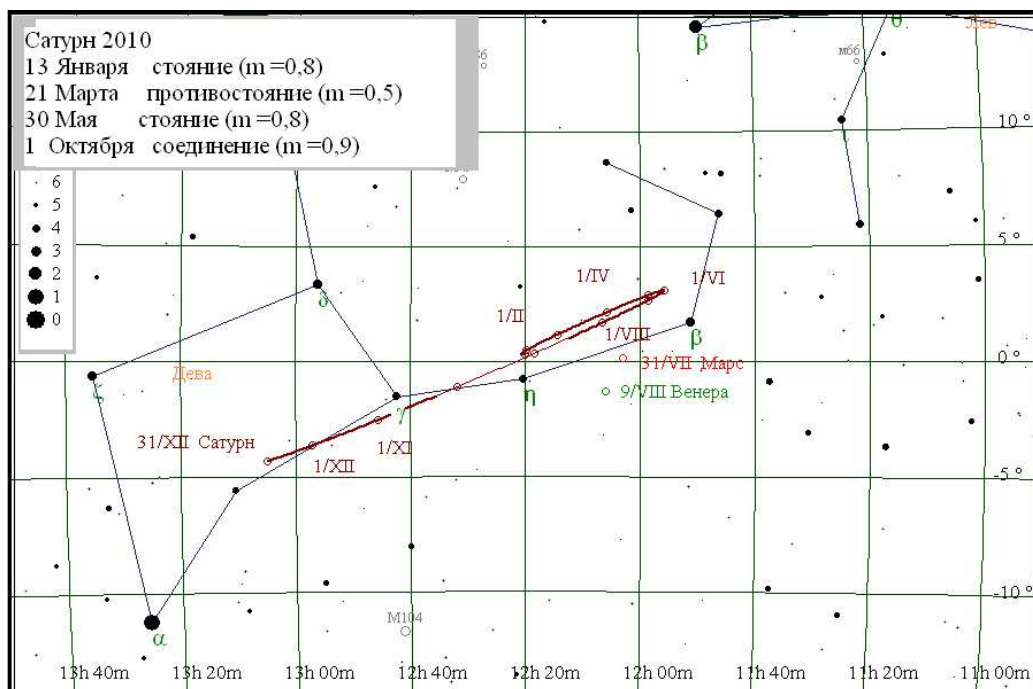 Сатурн 2010
13 Января стояние (m =0,8)
21 Марта противостояние (m =0,5)
30 Мая стояние (m =0,8)
1 Октября соединение (m =0,9)
6
5
4
3
2
1
0
β
θ
Лев
м66
ι
10 °
5 °
0 °
-5 °
-10 °
δ
1/IV
1/VI
1/II
1/VIII
β
31/VII Марс
9/VIII Венера
Дева
ζ
γ
η
31/XII Сатурн
1/XI
1/XII
M104
α
13h 40m
13h 20m
13h 00m
12h 40m
12h 20m
12h 00m
11h 40m
11h 20m
11h 00m